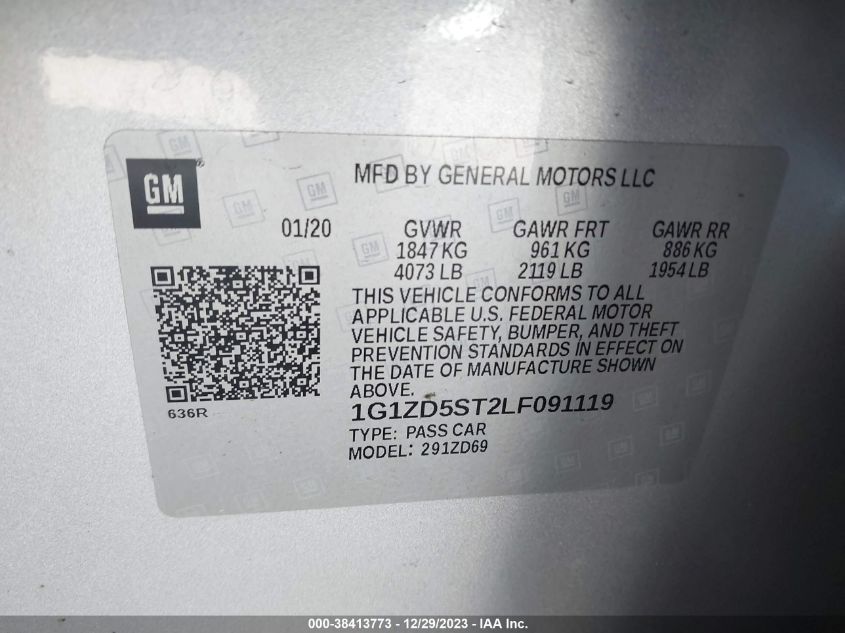 GM
MFD BY GENERAL MOTORS LLC
01/20 GVWR GAWR FRT GAWR RR
1847 KG 961 KG 886 KG
4073 LB 2119 LB 1954 LB
THIS VEHICLE CONFORMS TO ALL
APPLICABLE U.S. FEDERAL MOTOR
VEHICLE SAFETY, BUMPER, AND THEFT
PREVENTION STANDARDS IN EFFECT ON
THE DATE OF MANUFACTURE SHOWN
ABOVE.
636R
1G1ZD5ST2LF091119
TYPE: PASS CAR
MODEL: 291ZD69
000-38413773 - 12/29/2023 - IAA Inc.